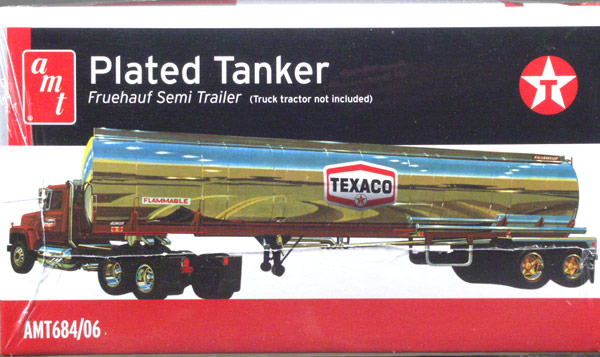 amt
®
Plated Tanker
Fruehauf Semi Trailer (Truck tractor not included)
T
TEXACO
T
FLAMMABLE
AMT684/06